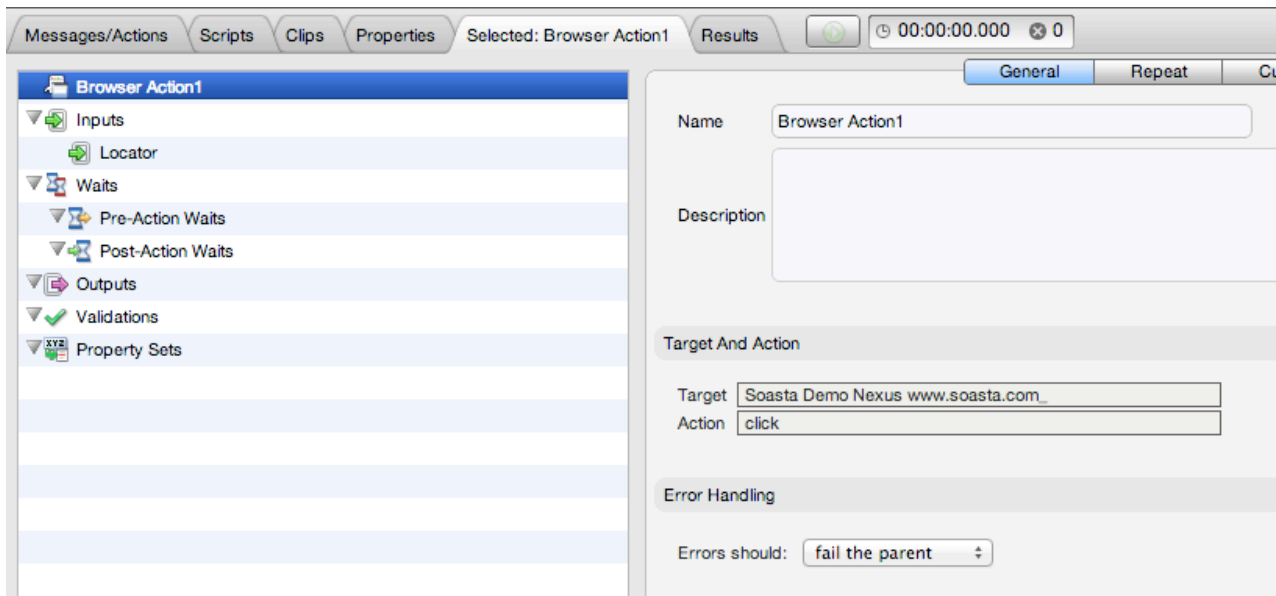 Messages/Actions Scripts Clips Properties Selected: Browser Action1 Results 00:00:00.000 0
Browser Action1
Inputs
Locator
Waits
Pre-Action Waits
Post-Action Waits
Outputs
Validations
XYZ
Property Sets
General Repeat Cu
Name Browser Action1
Description
Target And Action
Target Soasta Demo Nexus www.soasta.com_
Action click
Error Handling
Errors should: fail the parent